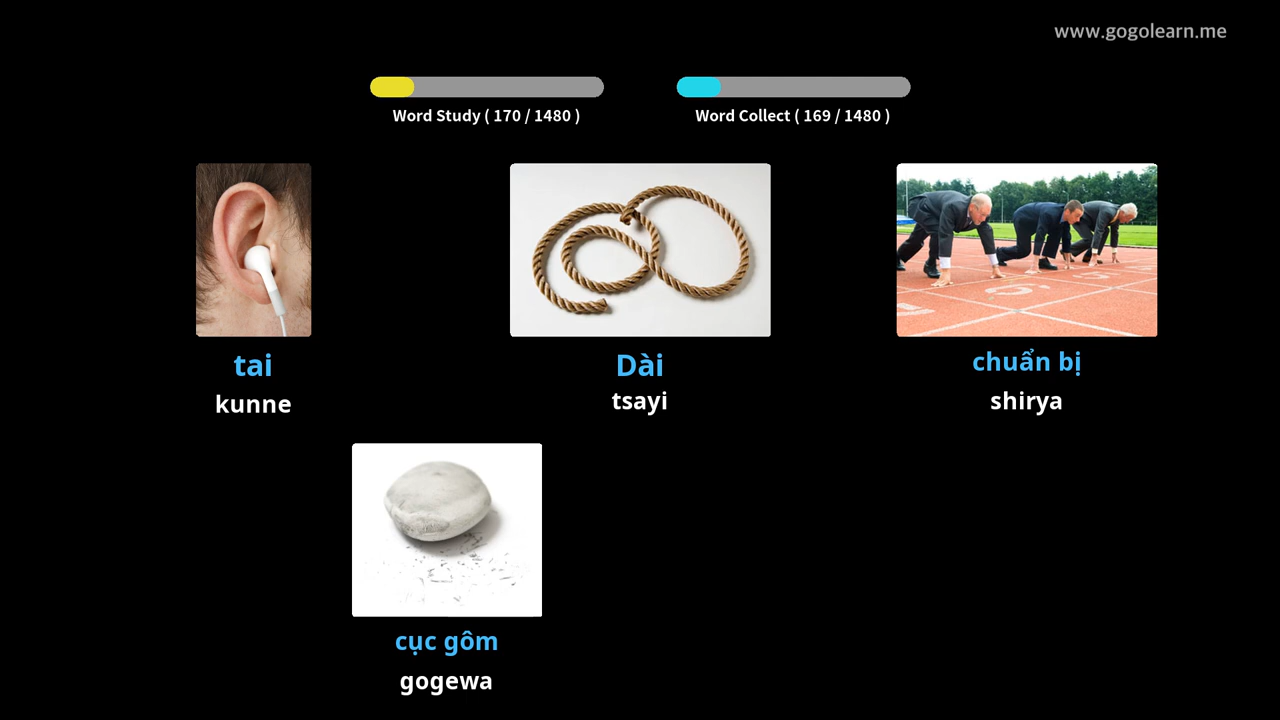 www.gogolearn.me
Word Study ( 170 / 1480 )
Word Collect ( 169 / 1480 )
tai
kunne
Dài
tsayi
chuẩn bị
shirya
cục gôm
gogewa